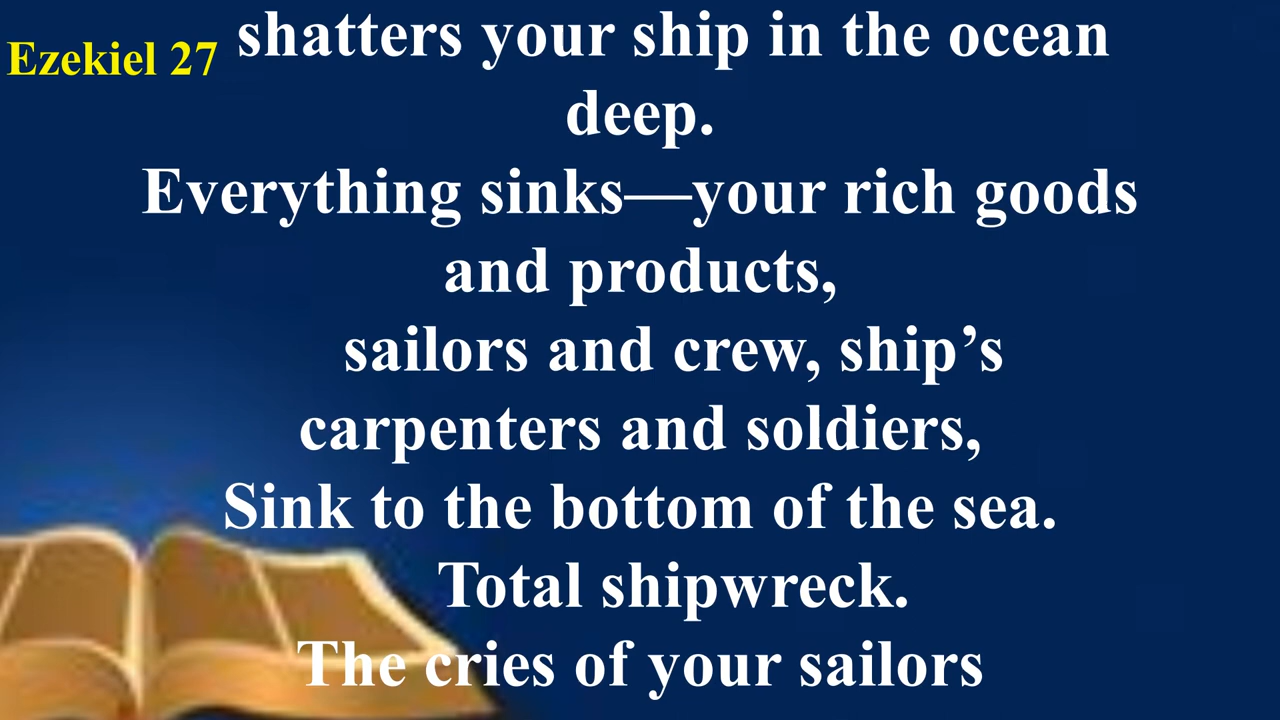 Ezekiel 27
shatters your ship in the ocean
deep.
Everything sinks—your rich goods
and products,
sailors and crew, ship’s
carpenters and soldiers,
Sink to the bottom of the sea.
Total shipwreck.
The cries of your sailors